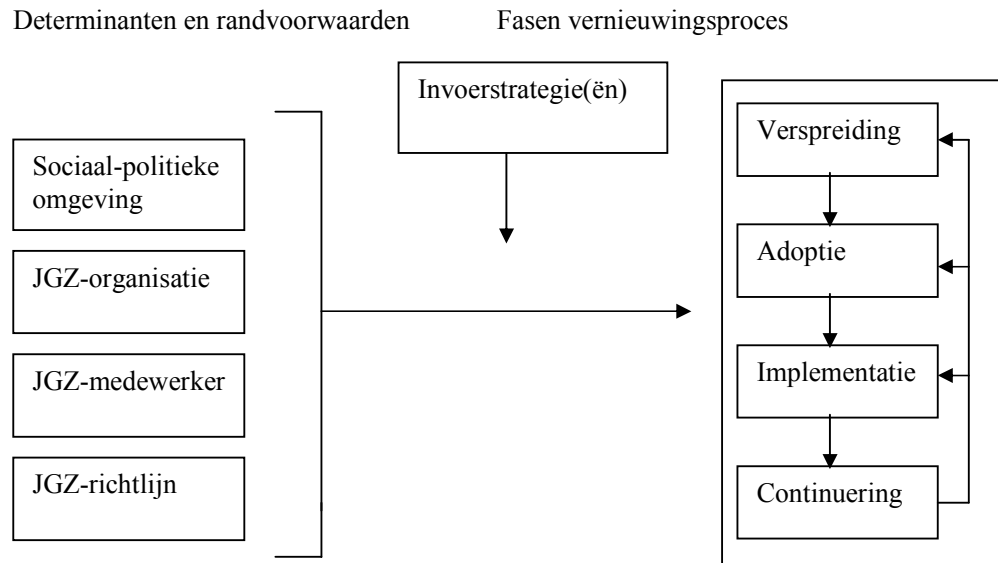 Determinanten en randvoorwaarden
Fasen vernieuwingsproces
Invoerstrategie(ën)
Sociaal-politieke
omgeving
JGZ-organisatie
JGZ-medewerker
JGZ-richtlijn
Verspreiding
Adoptie
Implementatie
Continuering